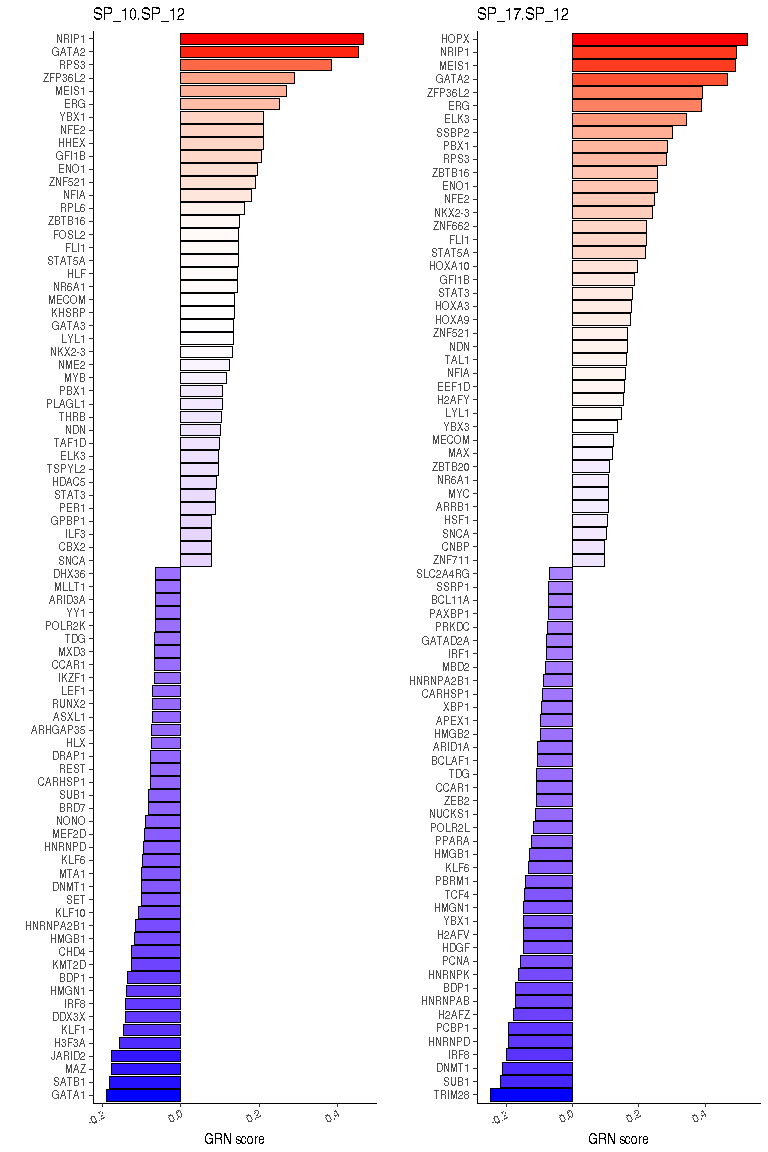 SP_10.SP_12
NRIP1
GATA2
RPS3
ZFP36L2
MEIS1
ERG
YBX1
NFE2
HHEX
GFI1B
ENO1
ZNF521
NFIA
RPL6
ZBTB16
FOSL2
FLI1
STAT5A
HLF
NR6A1
MECOM
KHSRP
GATA3
LYL1
NKX2-3
NME2
MYB
PBX1
PLAGL1
THRB
NDN
TAF1D
ELK3
TSPYL2
HDAC5
STAT3
PER1
GPBP1
ILF3
CBX2
SNCA
DHX36
MLLT1
ARID3A
YY1
POLR2K
TDG
MXD3
CCAR1
IKZF1
LEF1
RUNX2
ASXL1
ARHGAP35
HLX
DRAP1
REST
CARHSP1
SUB1
BRD7
NONO
MEF2D
HNRNPD
KLF6
MTA1
DNMT1
SET
KLF10
HNRNPA2B1
HMGB1
CHD4
KMT2D
BDP1
HMGN1
IRF8
DDX3X
KLF1
H3F3A
JARID2
MAZ
SATB1
GATA1
-0.2 0.0 0.2 0.4
GRN score
SP_17.SP_12
HOPX
NRIP1
MEIS1
GATA2
ZFP36L2
ERG
ELK3
SSBP2
PBX1
RPS3
ZBTB16
ENO1
NFE2
NKX2-3
ZNF662
FLI1
STAT5A
HOXA10
GFI1B
STAT3
HOXA3
HOXA9
ZNF521
NDN
TAL1
NFIA
EEF1D
H2AFY
LYL1
YBX3
MECOM
MAX
ZBTB20
NR6A1
MYC
ARRB1
HSF1
SNCA
CNBP
ZNF711
SLC2A4RG
SSRP1
BCL11A
PAXBP1
PRKDC
GATAD2A
IRF1
MBD2
HNRNPA2B1
CARHSP1
XBP1
APEX1
HMGB2
ARID1A
BCLAF1
TDG
CCAR1
ZEB2
NUCKS1
POLR2L
PPARA
HMGB1
KLF6
PBRM1
TCF4
HMGN1
YBX1
H2AFV
HDGF
PCNA
HNRNPK
BDP1
HNRNPAB
H2AFZ
PCBP1
HNRNPD
IRF8
DNMT1
SUB1
TRIM28
-0.2 0.0 0.2 0.4
GRN score